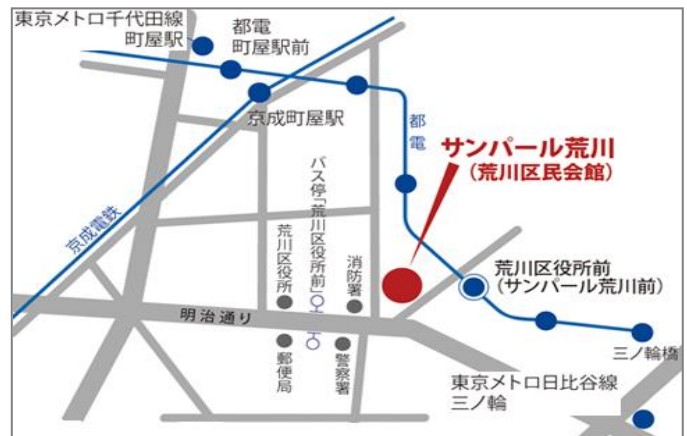 東京メトロ千代田線
町屋駅
都電
町屋駅前
京成町屋駅
都電
サンパール荒川
(荒川区民会館)
京成電鉄
バス停「荒川区役所前」
荒川区役所
消防署
荒川区役所前
(サンパール荒川前)
明治通り
郵便局
警察署
三ノ輪橋
東京メトロ日比谷線
三ノ輪